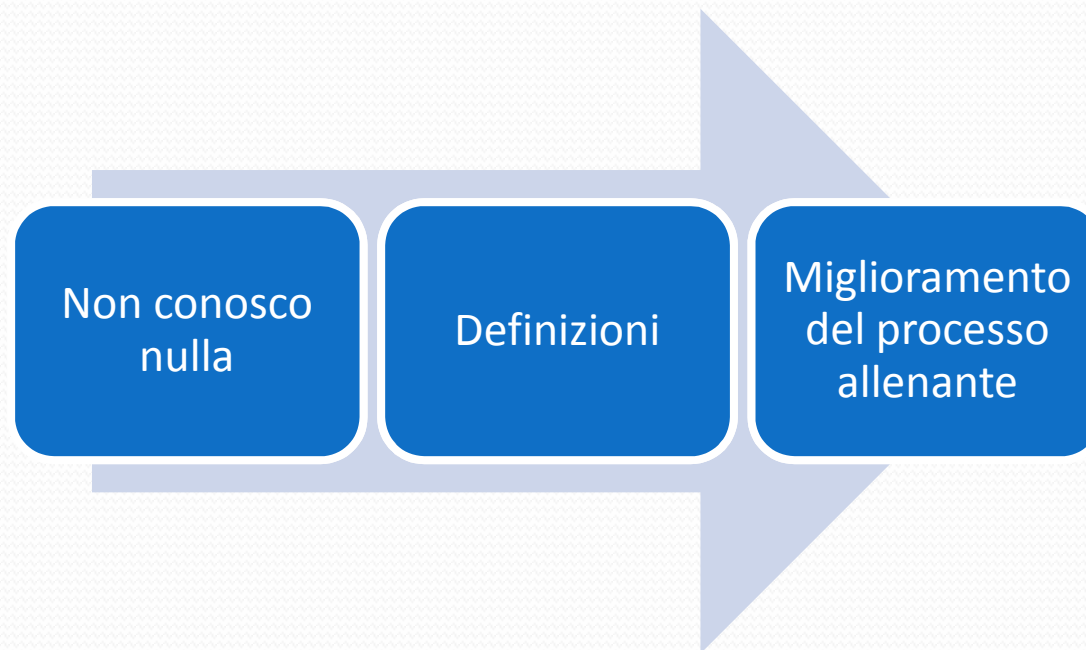 Non conosco
nulla
Definizioni
Miglioramento
del processo
allenante